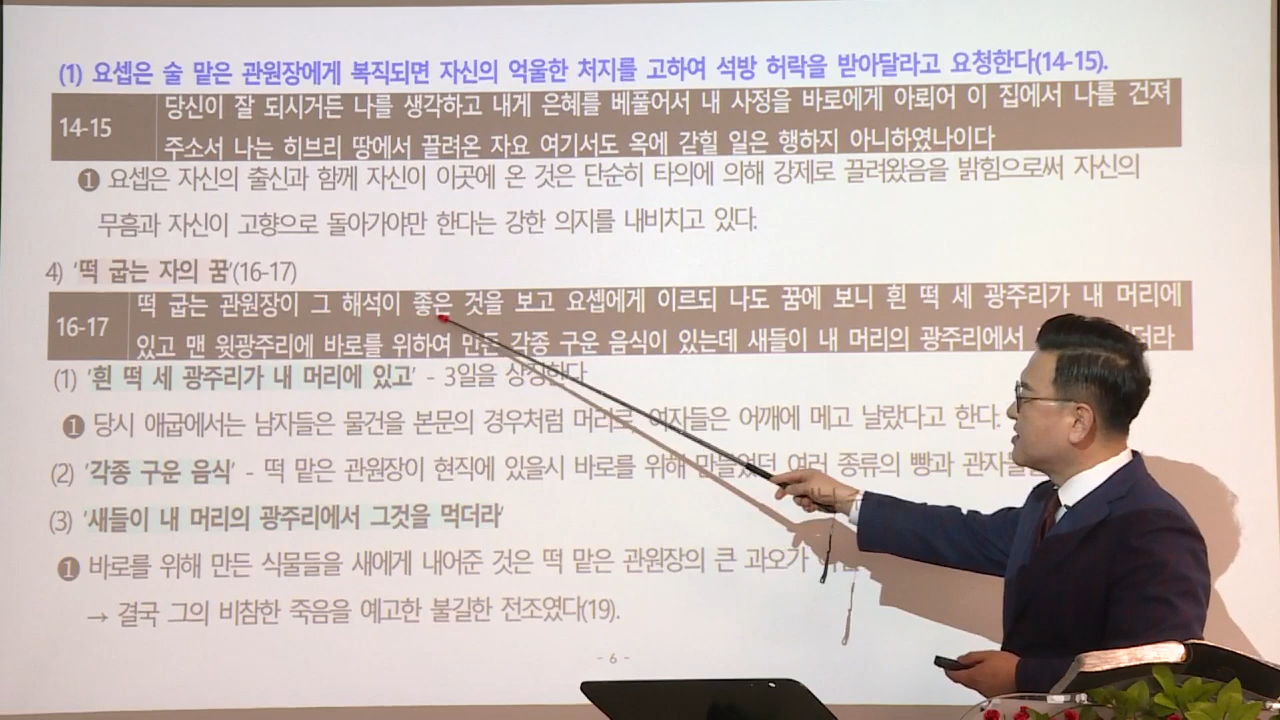 (1) 요셉은 술 맡은 관원장에게 복직되면 자신의 억울한 처지를 고하여 석방 허락을 받아달라고 요청한다(14-15).
14-15
당신이 잘 되시거든 나를 생각하고 내게 은혜를 베풀어서 내 사정을 바로에게 아뢰어 이 집에서 나를 건져
주소서 나는 히브리 땅에서 끌려온 자요 여기서도 옥에 갇힐 일은 행하지 아니하였나이다
❶ 요셉은 자신의 출신과 함께 자신이 이곳에 온 것은 단순히 타의에 의해 강제로 끌려왔음을 밝힘으로써 자신의
무흠과 자신이 고향으로 돌아가야만 한다는 강한 의지를 내비치고 있다.
4) '떡 굽는 자의 꿈'(16-17)
16-17
떡 굽는 관원장이 그 해석이 좋은 것을 보고 요셉에게 이르되 나도 꿈에 보니 흰 떡 세 광주리가 내 머리에
있고 맨 윗광주리에 바로를 위하여 만든 각종 구운 음식이 있는데 새들이 내 머리의 광주리에서
(1) '흰 떡 세 광주리가 내 머리에 있고' - 3일을 상징한다
❶ 당시 애굽에서는 남자들은 물건을 본문의 경우처럼 머리로, 여자들은 어깨에 메고 날랐다고 한다.
(2) '각종 구운 음식' - 떡 맡은 관원장이 현직에 있을시 바로를 위해 만들었던 여러 종류의 빵과 과자들
(3) '새들이 내 머리의 광주리에서 그것을 먹더라'
❶ 바로를 위해 만든 식물들을 새에게 내어준 것은 떡 맡은 관원장의 큰 과오가
→ 결국 그의 비참한 죽음을 예고한 불길한 전조였다(19).
- 6 -